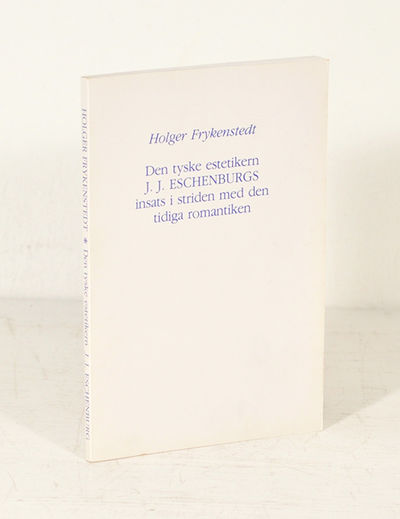 Holger Frykenstedt
Den tyske estetikern
J. J. ESCHENBURGS
insats i striden med den
tidiga romantiken
HOLGER FRYKENSTEDT * Den tyske estetikern J. J. ESCHENBURG